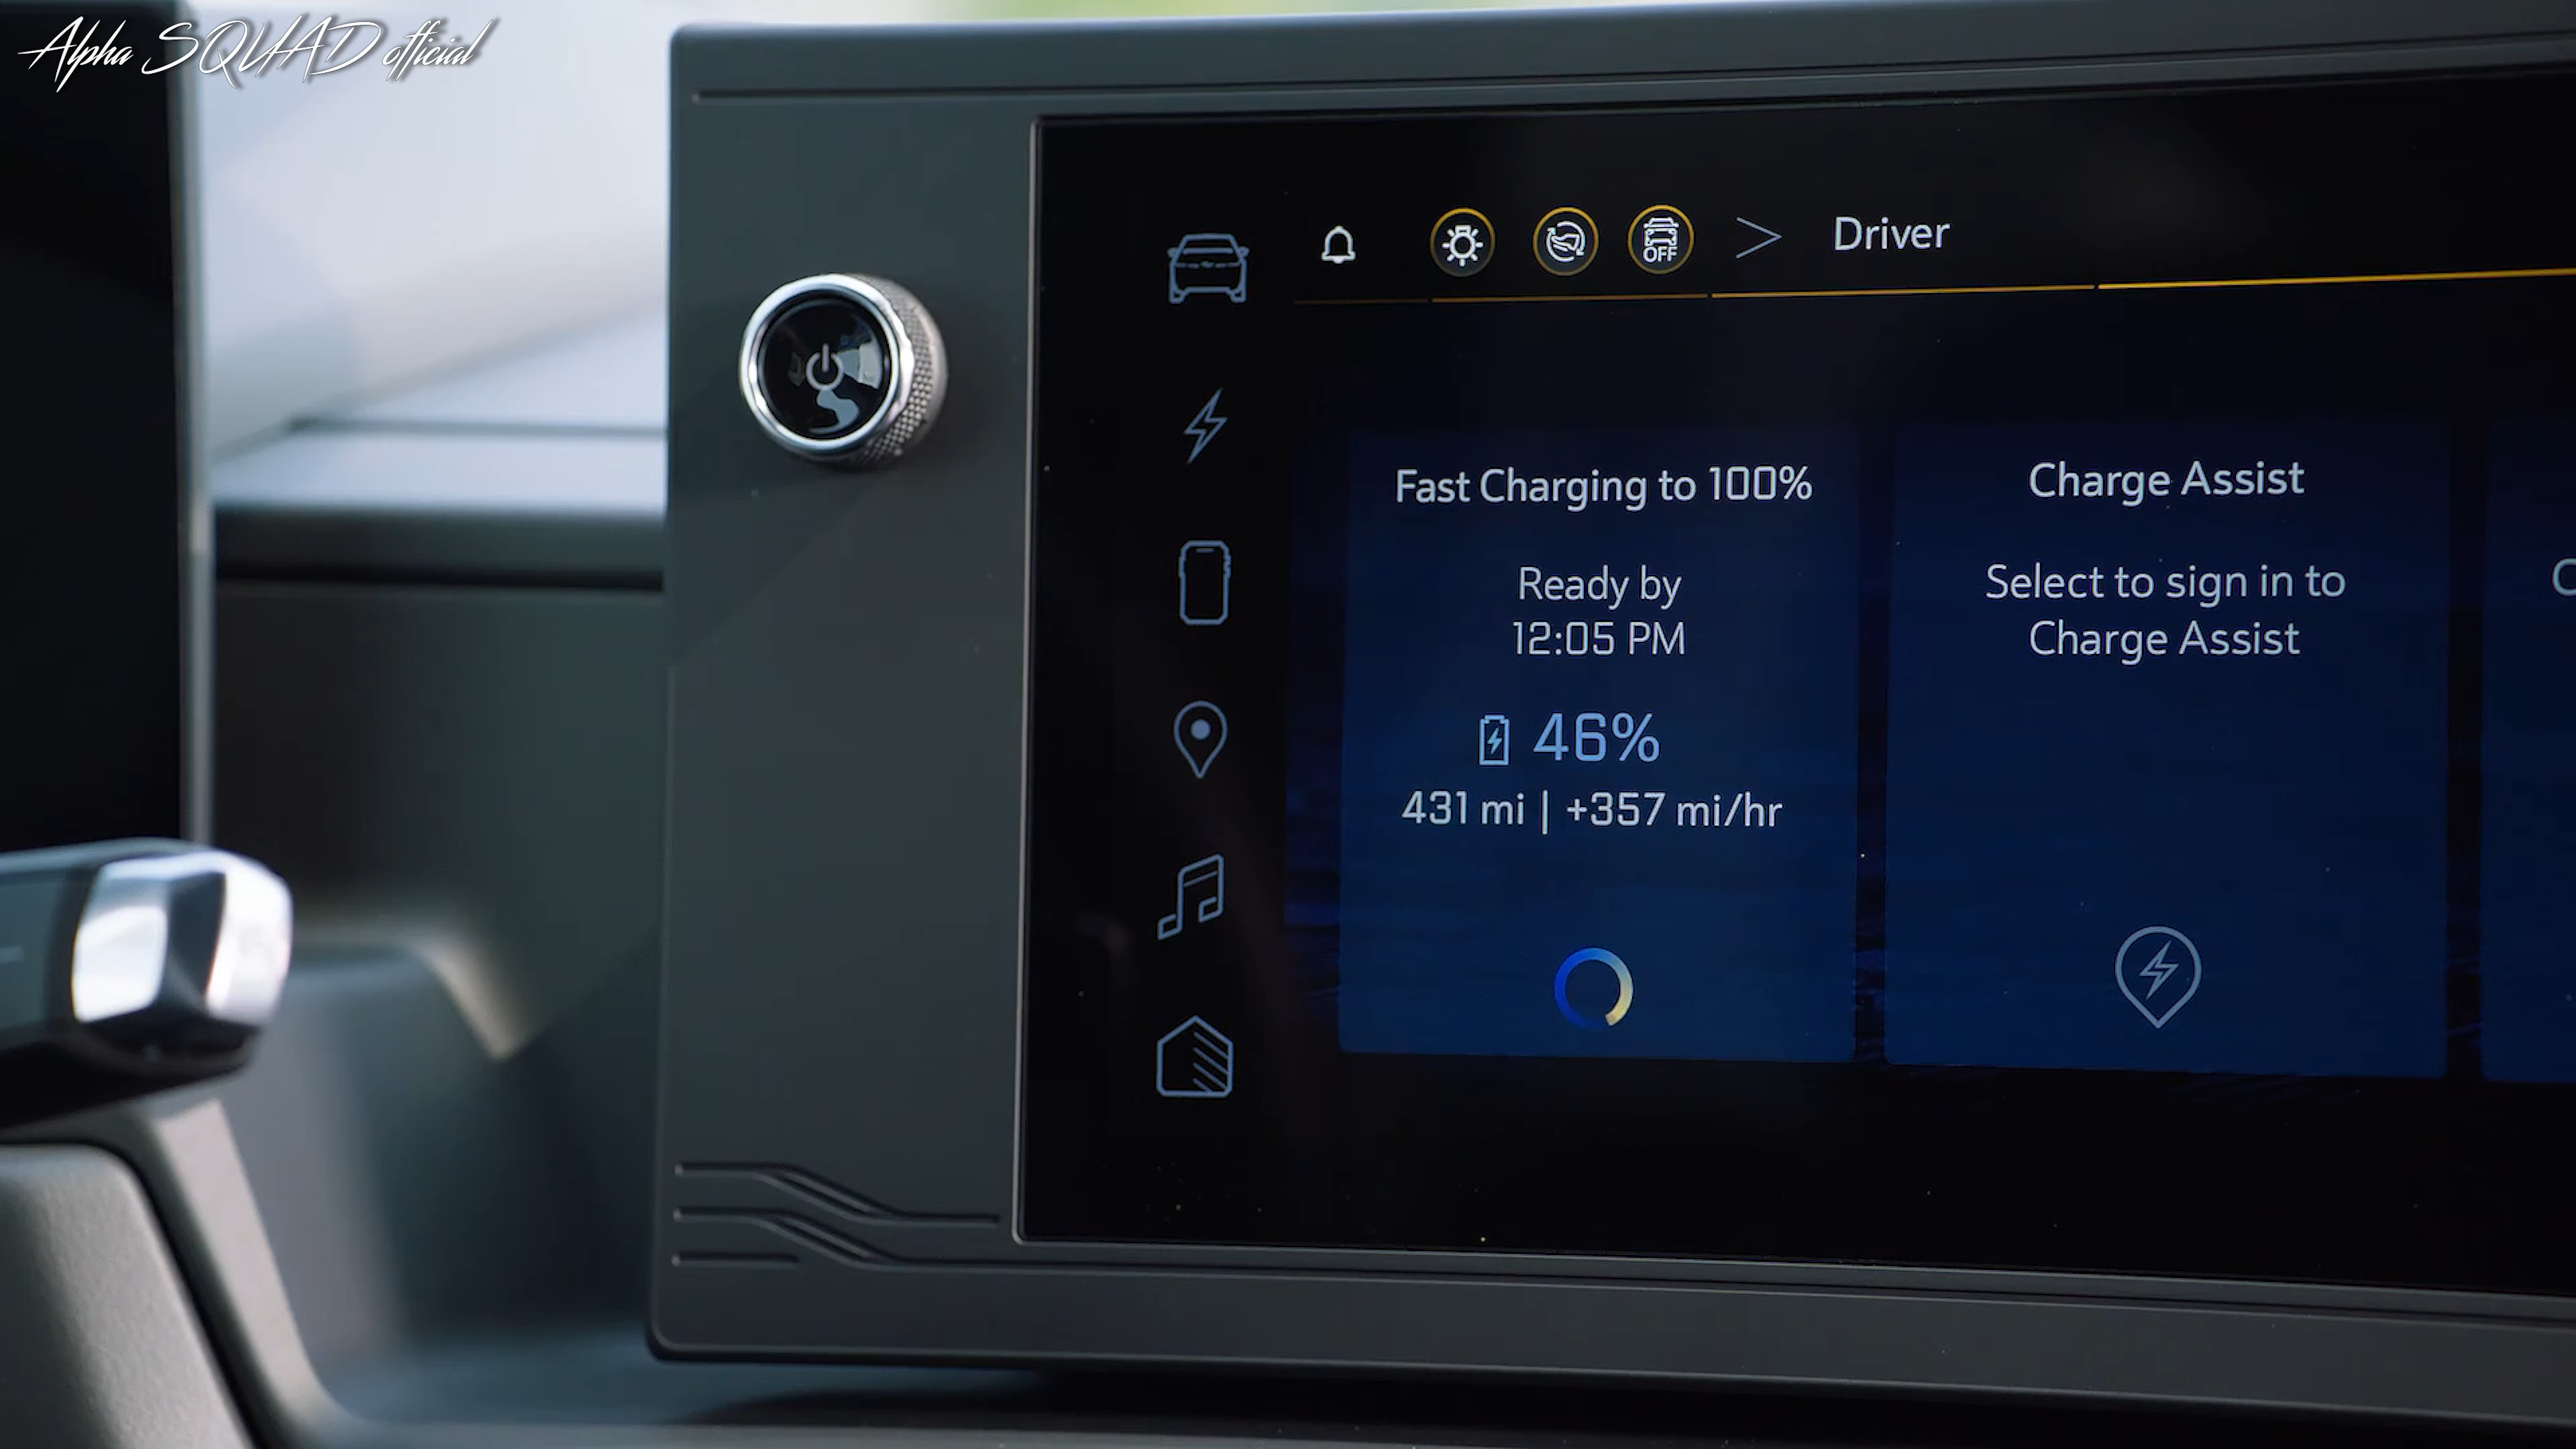 Alpha SQUAD official
OFF
Driver
Fast Charging to 100%
Ready by
12:05 PM
46%
431 mi | +357 mi/hr
Charge Assist
Select to sign in to
Charge Assist